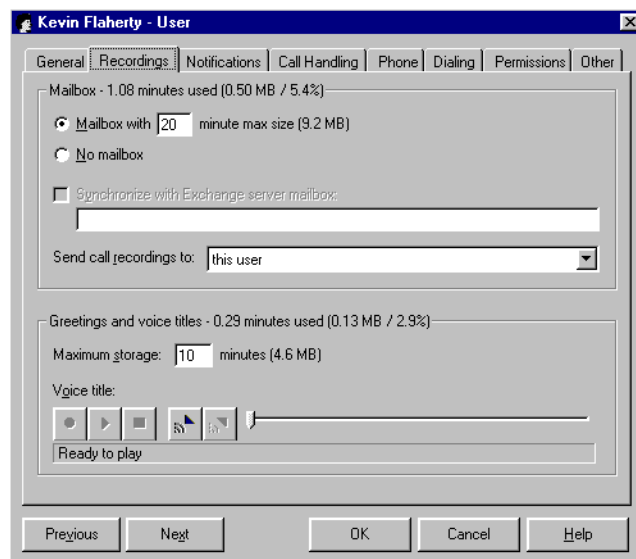 Kevin Flaherty - User
General Recordings Notifications Call Handling Phone Dialing Permissions Other
Mailbox - 1.08 minutes used (0.50 MB / 5.4%)
Mailbox with 20 minute max size (9.2 MB)
No mailbox
Synchronize with Exchange server mailbox:
Send call recordings to: this user
Greetings and voice titles - 0.29 minutes used (0.13 MB / 2.9%)
Maximum storage: 10 minutes (4.6 MB)
Voice title:
Ready to play
Previous Next OK Cancel Help